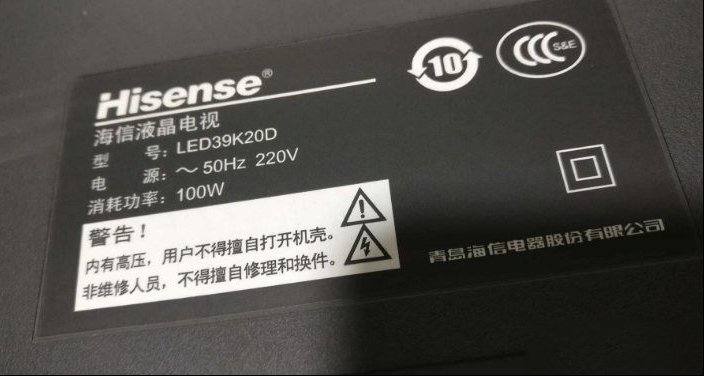 Hisense®
海信液晶电视
型 号: LED39K20D
电 源: ～50Hz 220V
消耗功率: 100W
10
CCC S&E
警告！
内有高压，用户不得擅自打开机壳。
非维修人员，不得擅自修理和换件。
青岛海信电器股份有限公司